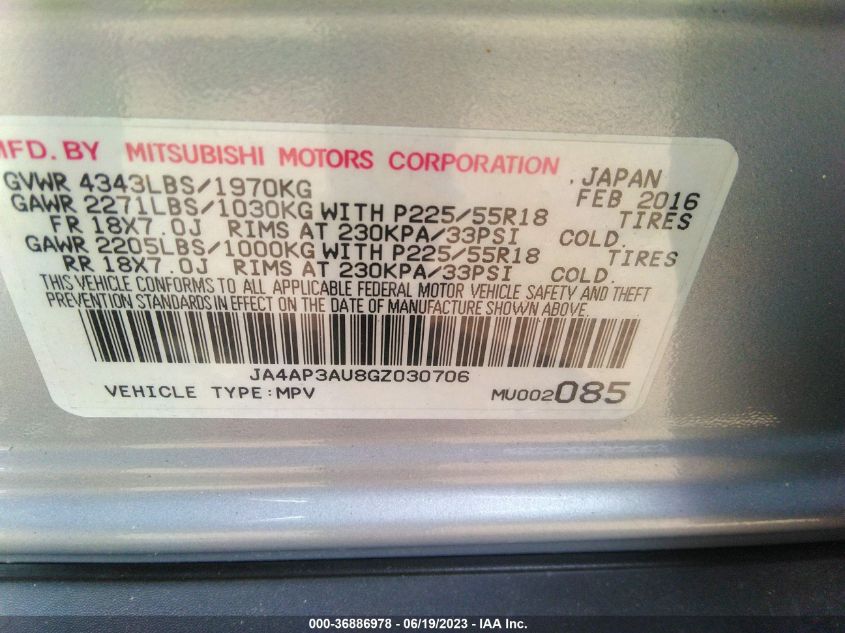 MFD. BY MITSUBISHI MOTORS CORPORATION
GVWR 4343LBS/1970KG . JAPAN
GAWR 2271LBS/1030KG WITH P225/55R18 FEB 2016
FR 18X7.0J RIMS AT 230KPA/33PSI COLD. TIRES
GAWR 2205LBS/1000KG WITH P225/55R18 TIRES
RR 18X7.0J RIMS AT 230KPA/33PSI COLD.
THIS VEHICLE CONFORMS TO ALL APPLICABLE FEDERAL MOTOR VEHICLE SAFETY AND THEFT
PREVENTION STANDARDS IN EFFECT ON THE DATE OF MANUFACTURE SHOWN ABOVE.
JA4AP3AU8GZ030706
VEHICLE TYPE:MPV MU002085
000-36886978 - 06/19/2023 - IAA Inc.